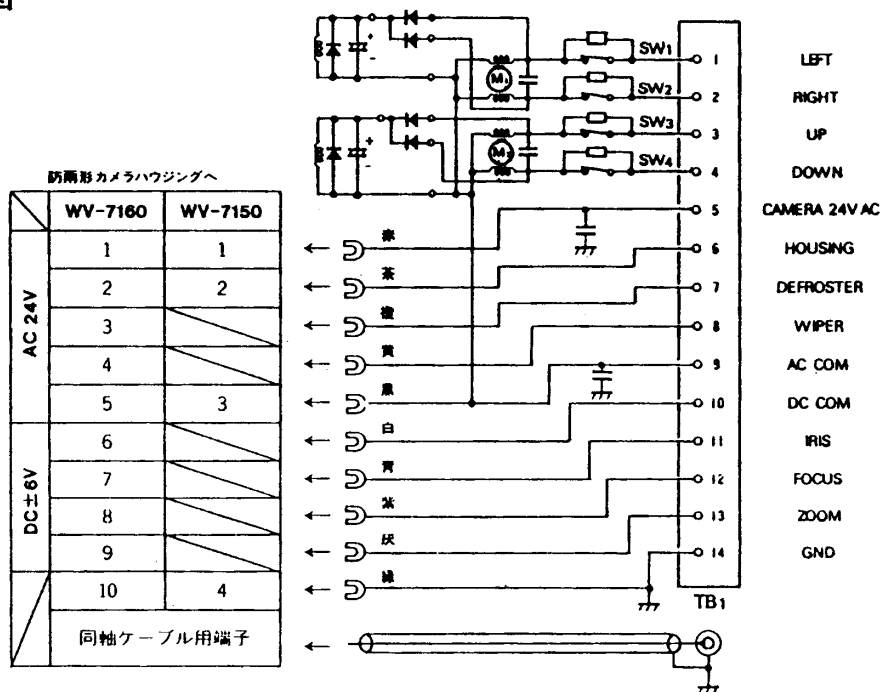 図
SW1
SW2
SW3
SW4
M1
M2
+
-
+
-
1 LEFT
2 RIGHT
3 UP
4 DOWN
5 CAMERA 24V AC
6 HOUSING
7 DEFROSTER
8 WIPER
9 AC COM
10 DC COM
11 IRIS
12 FOCUS
13 ZOOM
14 GND
TB1
防雨形カメラハウジングへ
WV-7160 WV-7150
AC 24V
1 1
2 2
3
4
5 3
DC±6V
6
7
8
9
10 4
同軸ケーブル用端子
赤
茶
橙
黄
黒
白
青
紫
灰
緑